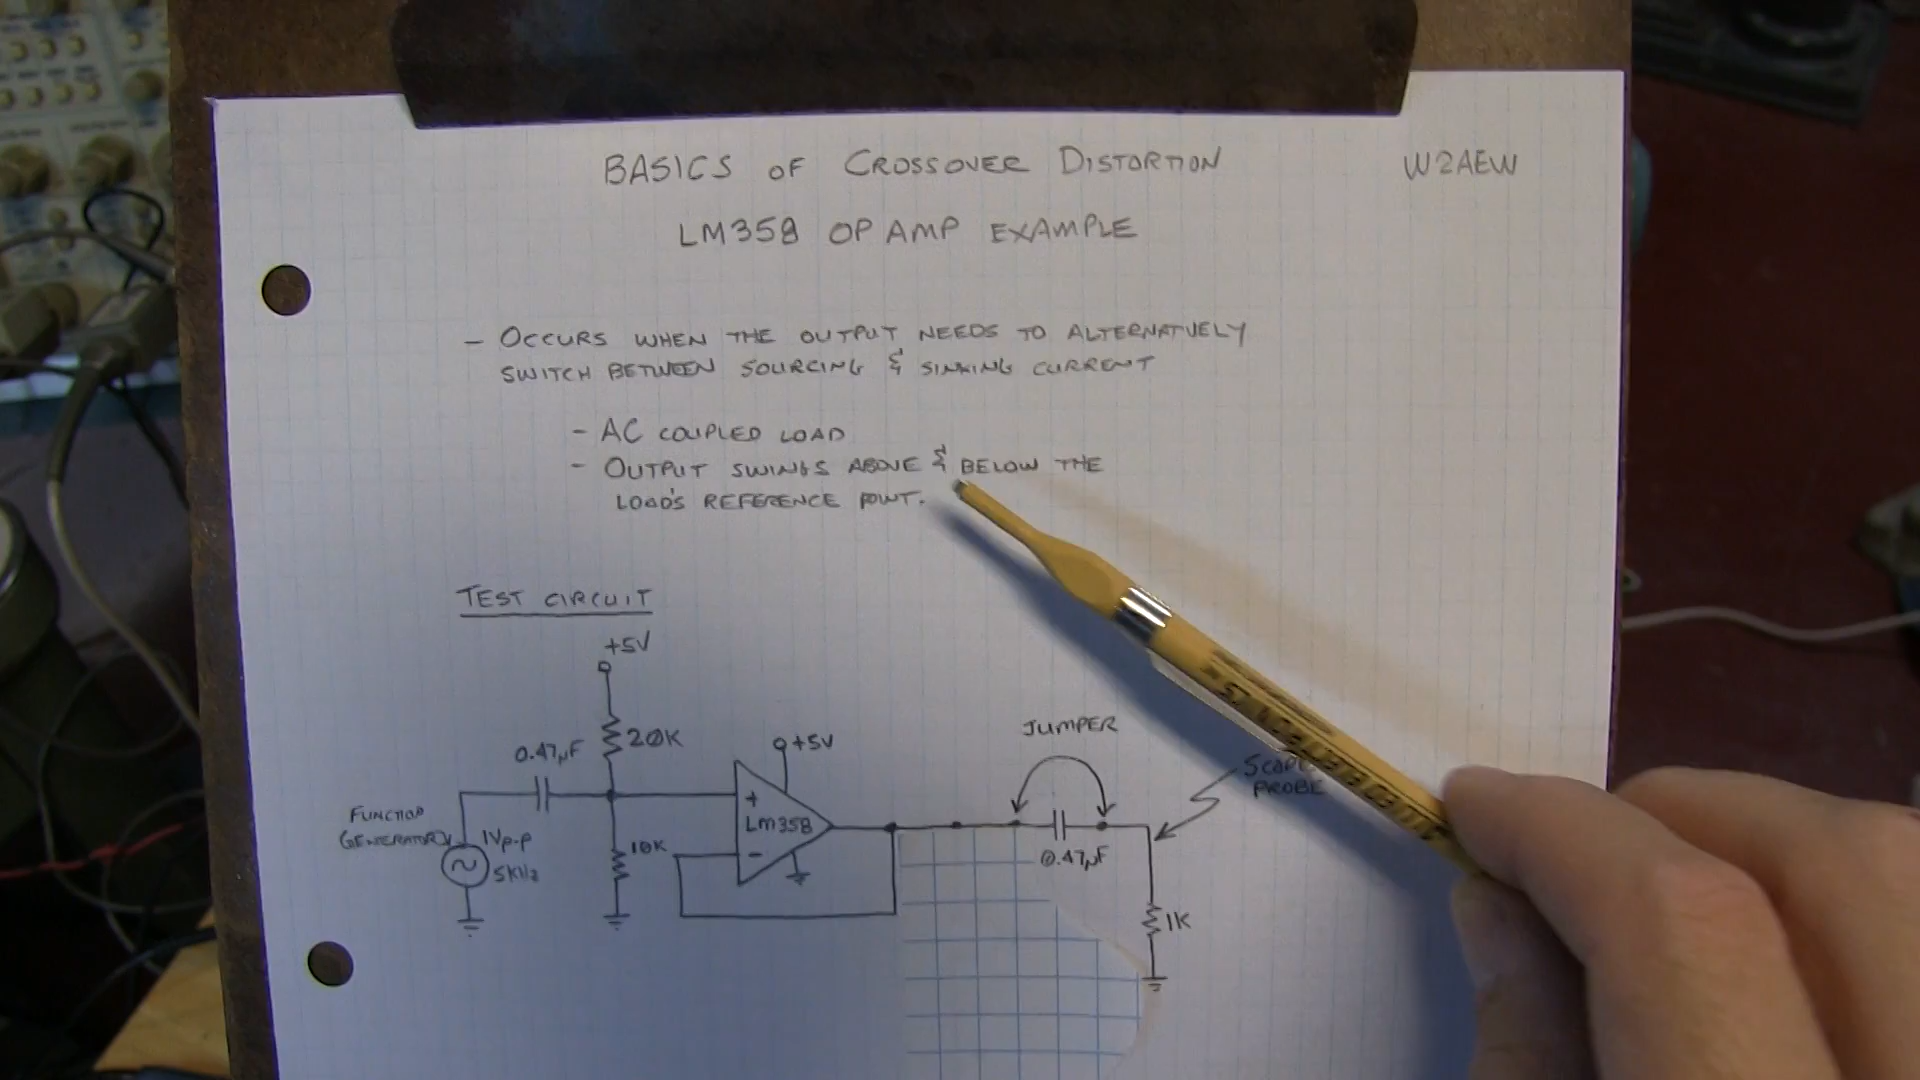 BASICS OF CROSSOVER DISTORTION
W2AEW
LM358 OP AMP EXAMPLE
- OCCURS WHEN THE OUTPUT NEEDS TO ALTERNATIVELY
SWITCH BETWEEN SOURCING & SINKING CURRENT
- AC COUPLED LOAD
- OUTPUT SWINGS ABOVE & BELOW THE
LOAD'S REFERENCE POINT.
TEST CIRCUIT
+5V
20K
0.47µF
+5V
JUMPER
SCOPE
PROBE
FUNCTION
GENERATOR
1Vp-p
5KHz
10K
+
LM358
-
0.47µF
1K